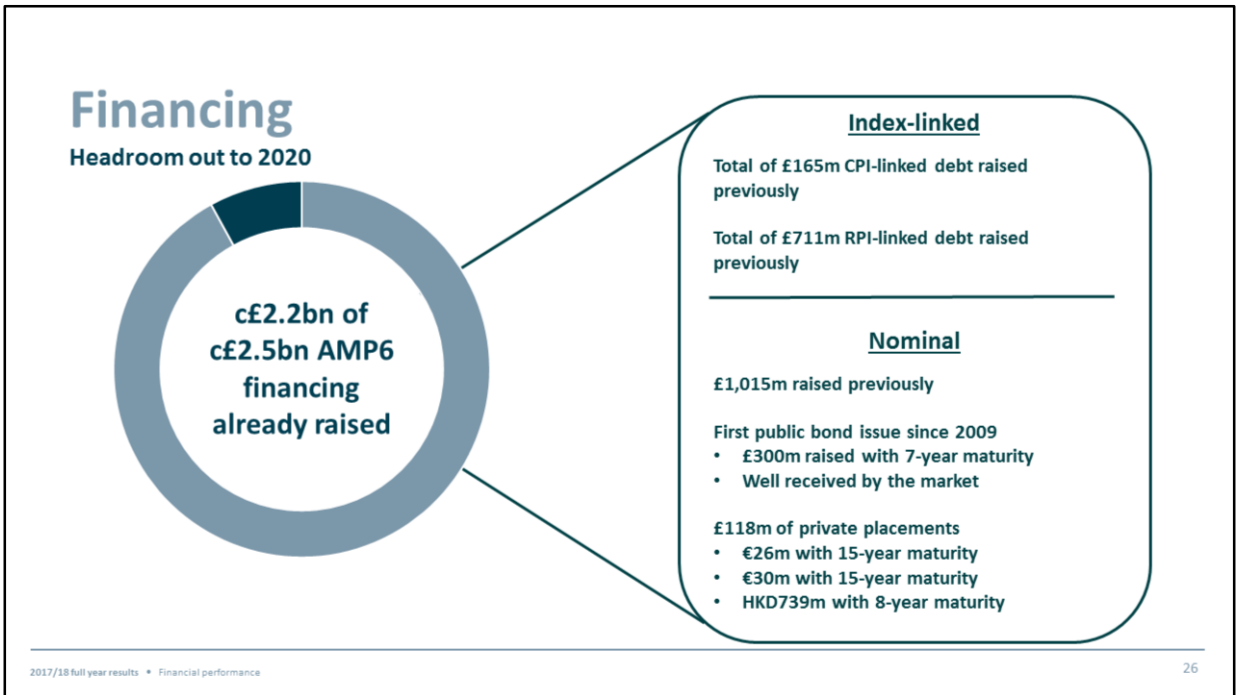 Financing
Headroom out to 2020
c£2.2bn of
c£2.5bn AMP6
financing
already raised
Index-linked
Total of £165m CPI-linked debt raised
previously
Total of £711m RPI-linked debt raised
previously
Nominal
£1,015m raised previously
First public bond issue since 2009
• £300m raised with 7-year maturity
• Well received by the market
£118m of private placements
• €26m with 15-year maturity
• €30m with 15-year maturity
• HKD739m with 8-year maturity
2017/18 full year results • Financial performance
26